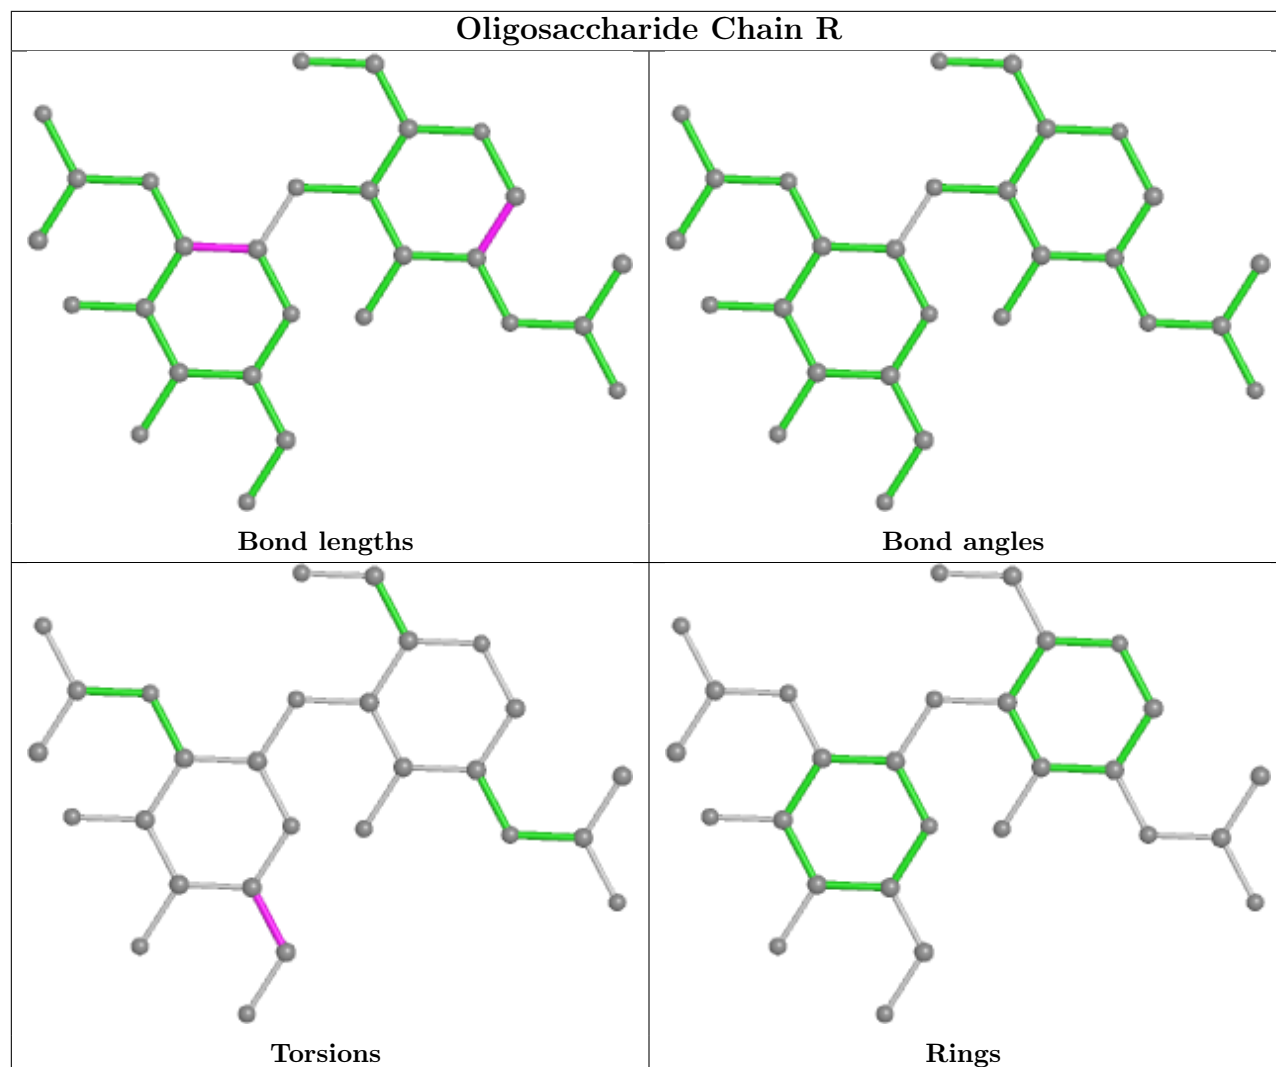 Oligosaccharide Chain R
Bond lengths
Bond angles
Torsions
Rings